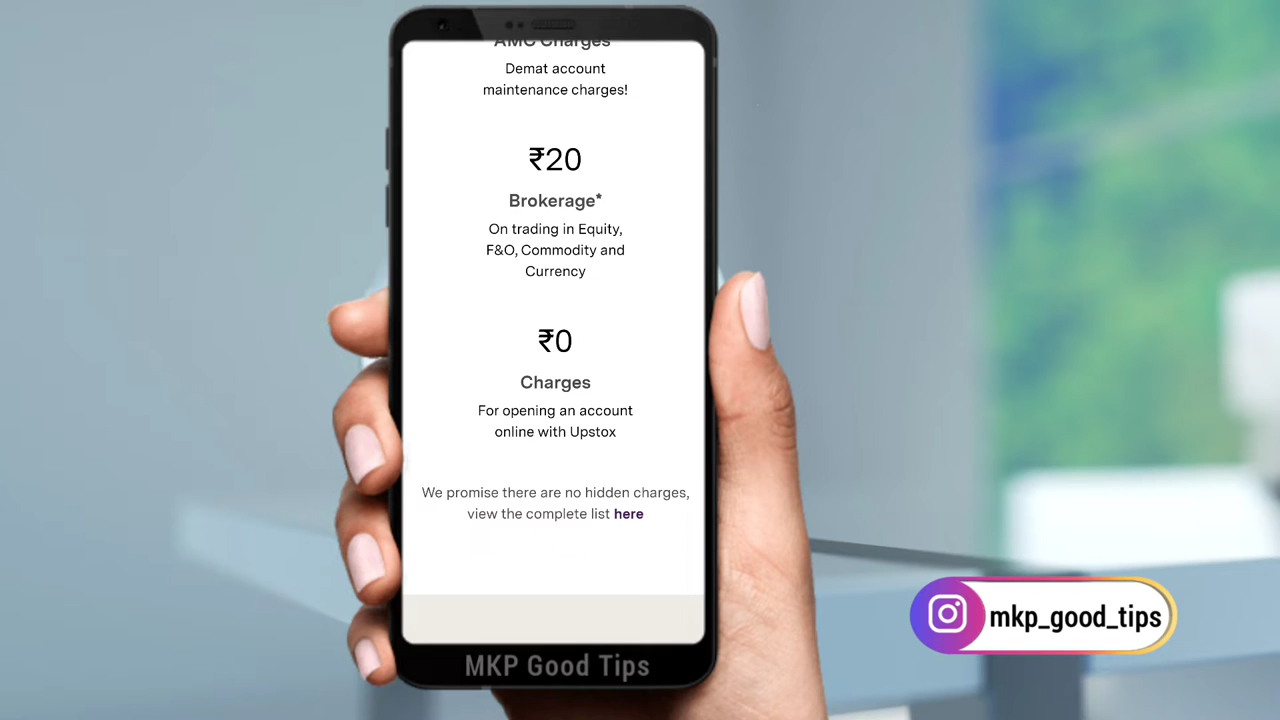 AMC Charges
Demat account
maintenance charges!
₹20
Brokerage*
On trading in Equity,
F&O, Commodity and
Currency
₹0
Charges
For opening an account
online with Upstox
We promise there are no hidden charges,
view the complete list here
MKP Good Tips
mkp_good_tips